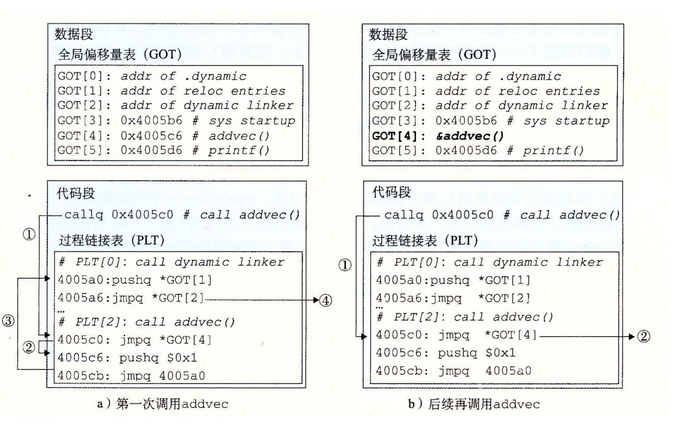 数据段
全局偏移量表（GOT）
GOT[0]: addr of .dynamic
GOT[1]: addr of reloc entries
GOT[2]: addr of dynamic linker
GOT[3]: 0x4005b6 # sys startup
GOT[4]: 0x4005c6 # addvec()
GOT[5]: 0x4005d6 # printf()
代码段
callq 0x4005c0 # call addvec()
①
过程链接表（PLT）
# PLT[0]: call dynamic linker
4005a0:pushq *GOT[1]
4005a6:jmpq *GOT[2]
④
…
③
# PLT[2]: call addvec()
②
4005c0: jmpq *GOT[4]
4005c6: pushq $0x1
4005cb: jmpq 4005a0
a）第一次调用addvec
数据段
全局偏移量表（GOT）
GOT[0]: addr of .dynamic
GOT[1]: addr of reloc entries
GOT[2]: addr of dynamic linker
GOT[3]: 0x4005b6 # sys startup
GOT[4]: &addvec()
GOT[5]: 0x4005d6 # printf()
代码段
callq 0x4005c0 # call addvec()
①
过程链接表（PLT）
# PLT[0]: call dynamic linker
4005a0:pushq *GOT[1]
4005a6:jmpq *GOT[2]
…
# PLT[2]: call addvec()
4005c0: jmpq *GOT[4]
②
4005c6: pushq $0x1
4005cb: jmpq 4005a0
b）后续再调用addvec